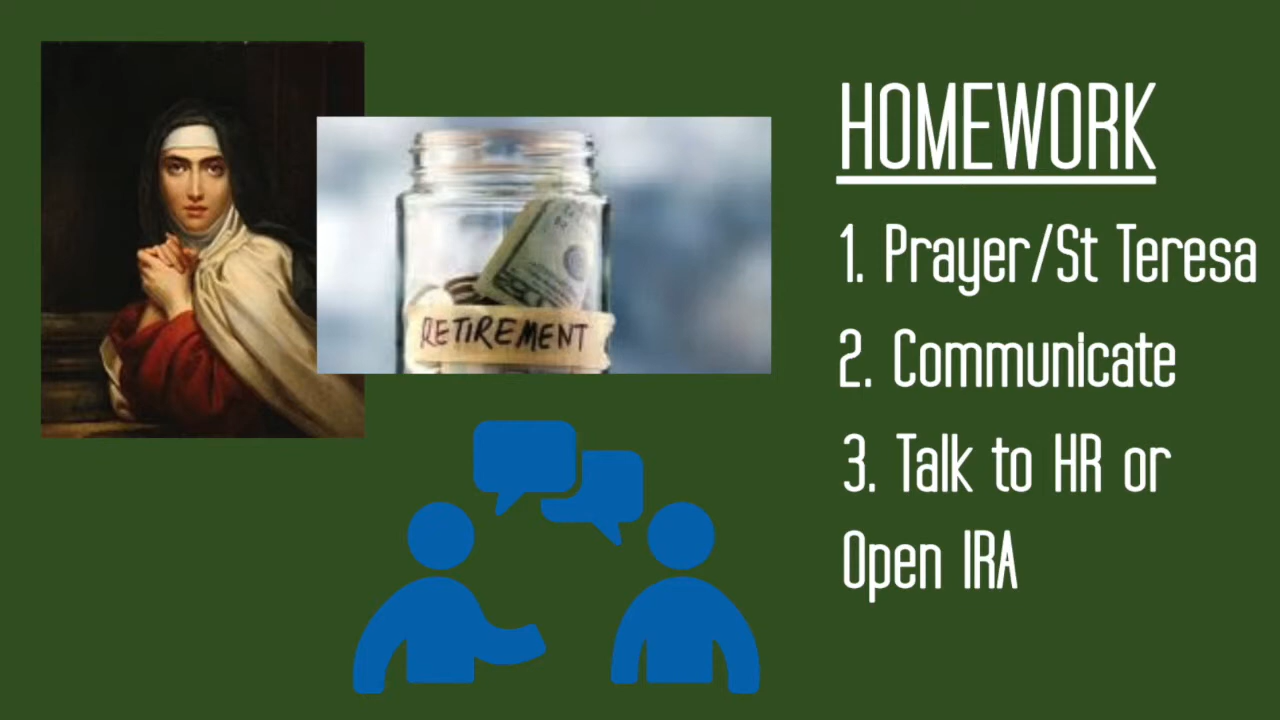 HOMEWORK
1. Prayer/St Teresa
2. Communicate
3. Talk to HR or
Open IRA
RETIREMENT